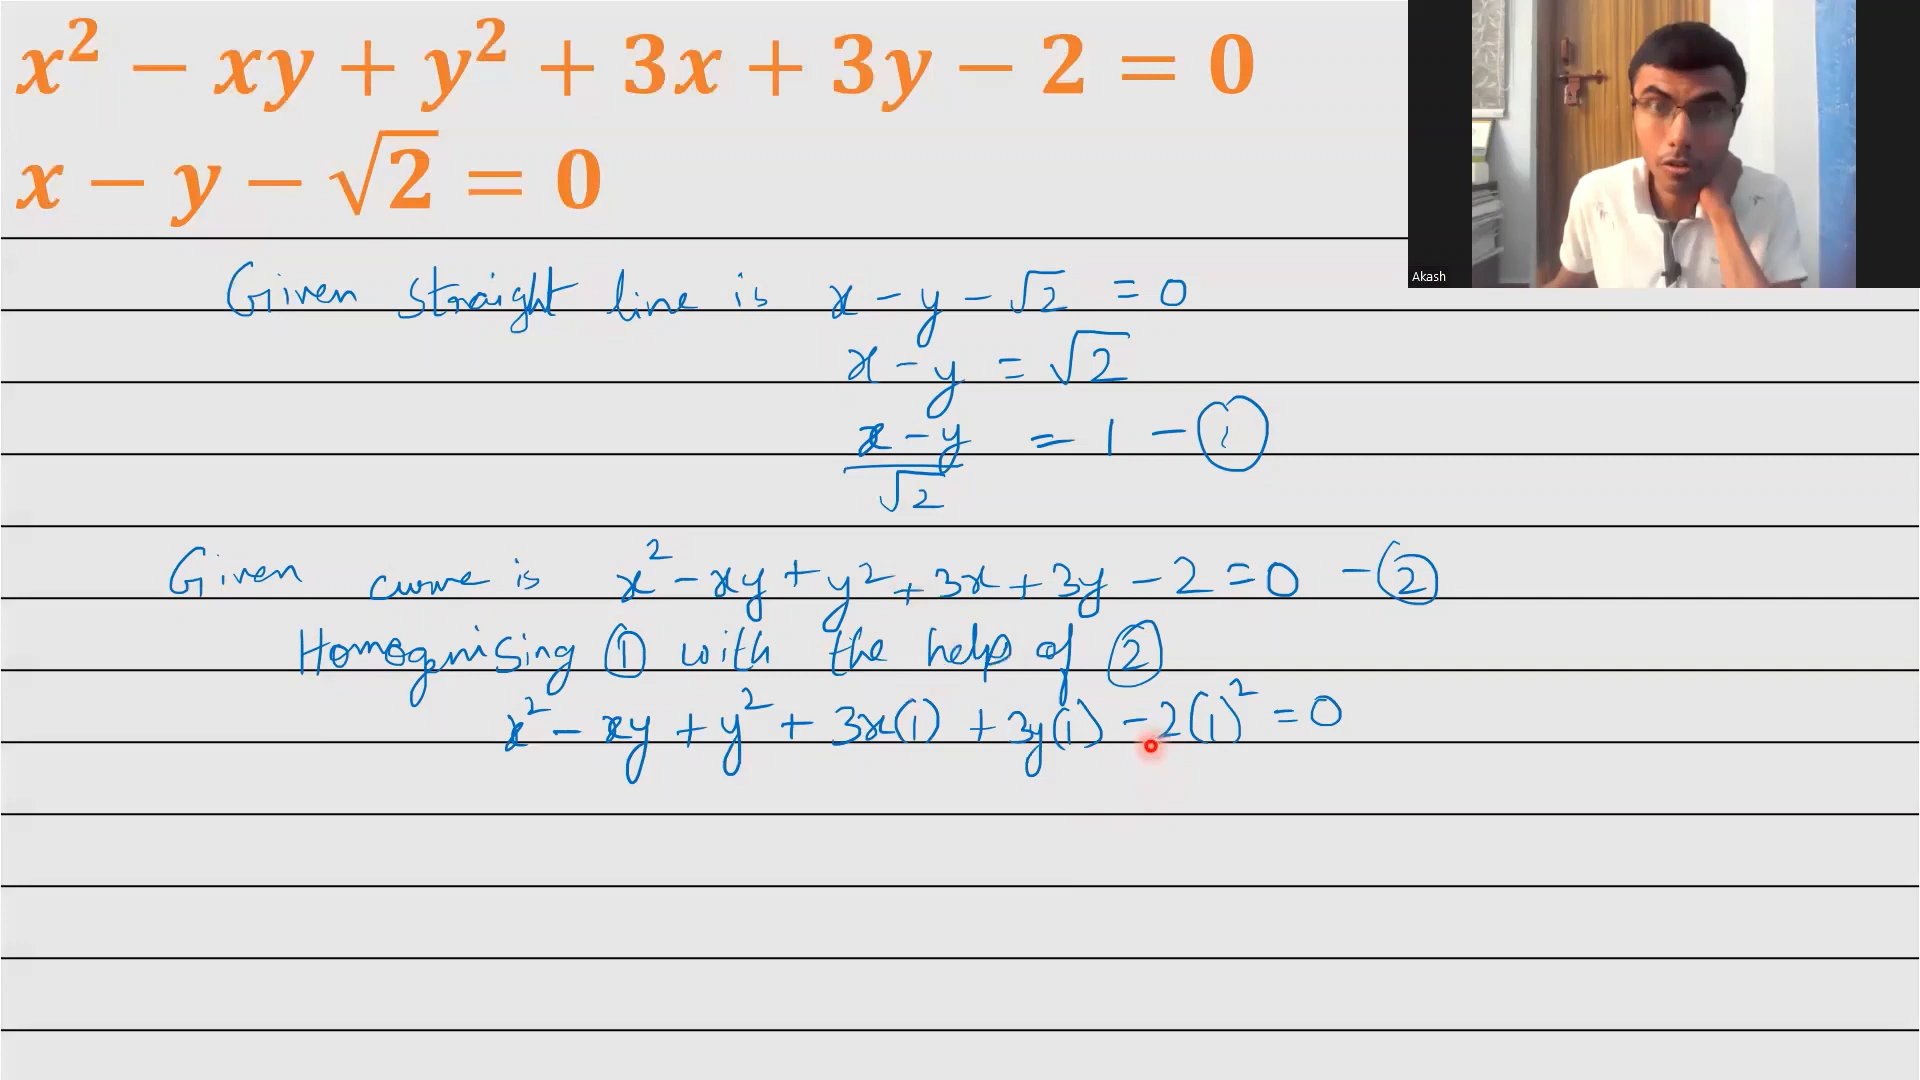 x² − xy + y² + 3x + 3y − 2 = 0
x − y − √2 = 0
Akash
Given straight line is x - y - √2 = 0
x - y = √2
(x - y)/√2 = 1 - ①
Given curve is x² - xy + y² + 3x + 3y - 2 = 0 - ②
Homogenising ① with the help of ②
x² - xy + y² + 3x(1) + 3y(1) - 2(1)² = 0